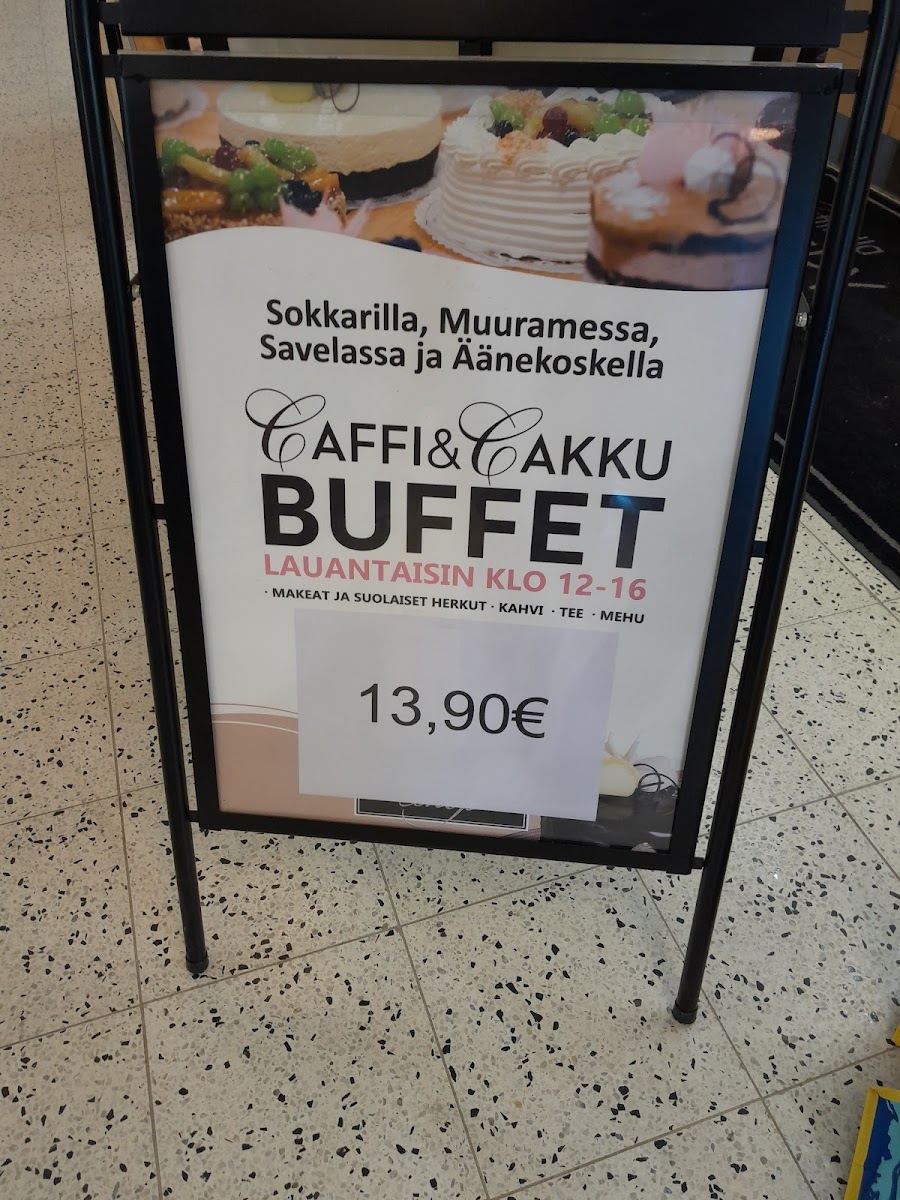 Sokkarilla, Muuramessa,
Savelassa ja Äänekoskella
CAFFI&CAKKU
BUFFET
LAUANTAISIN KLO 12-16
· MAKEAT JA SUOLAISET HERKUT · KAHVI · TEE · MEHU
13,90€